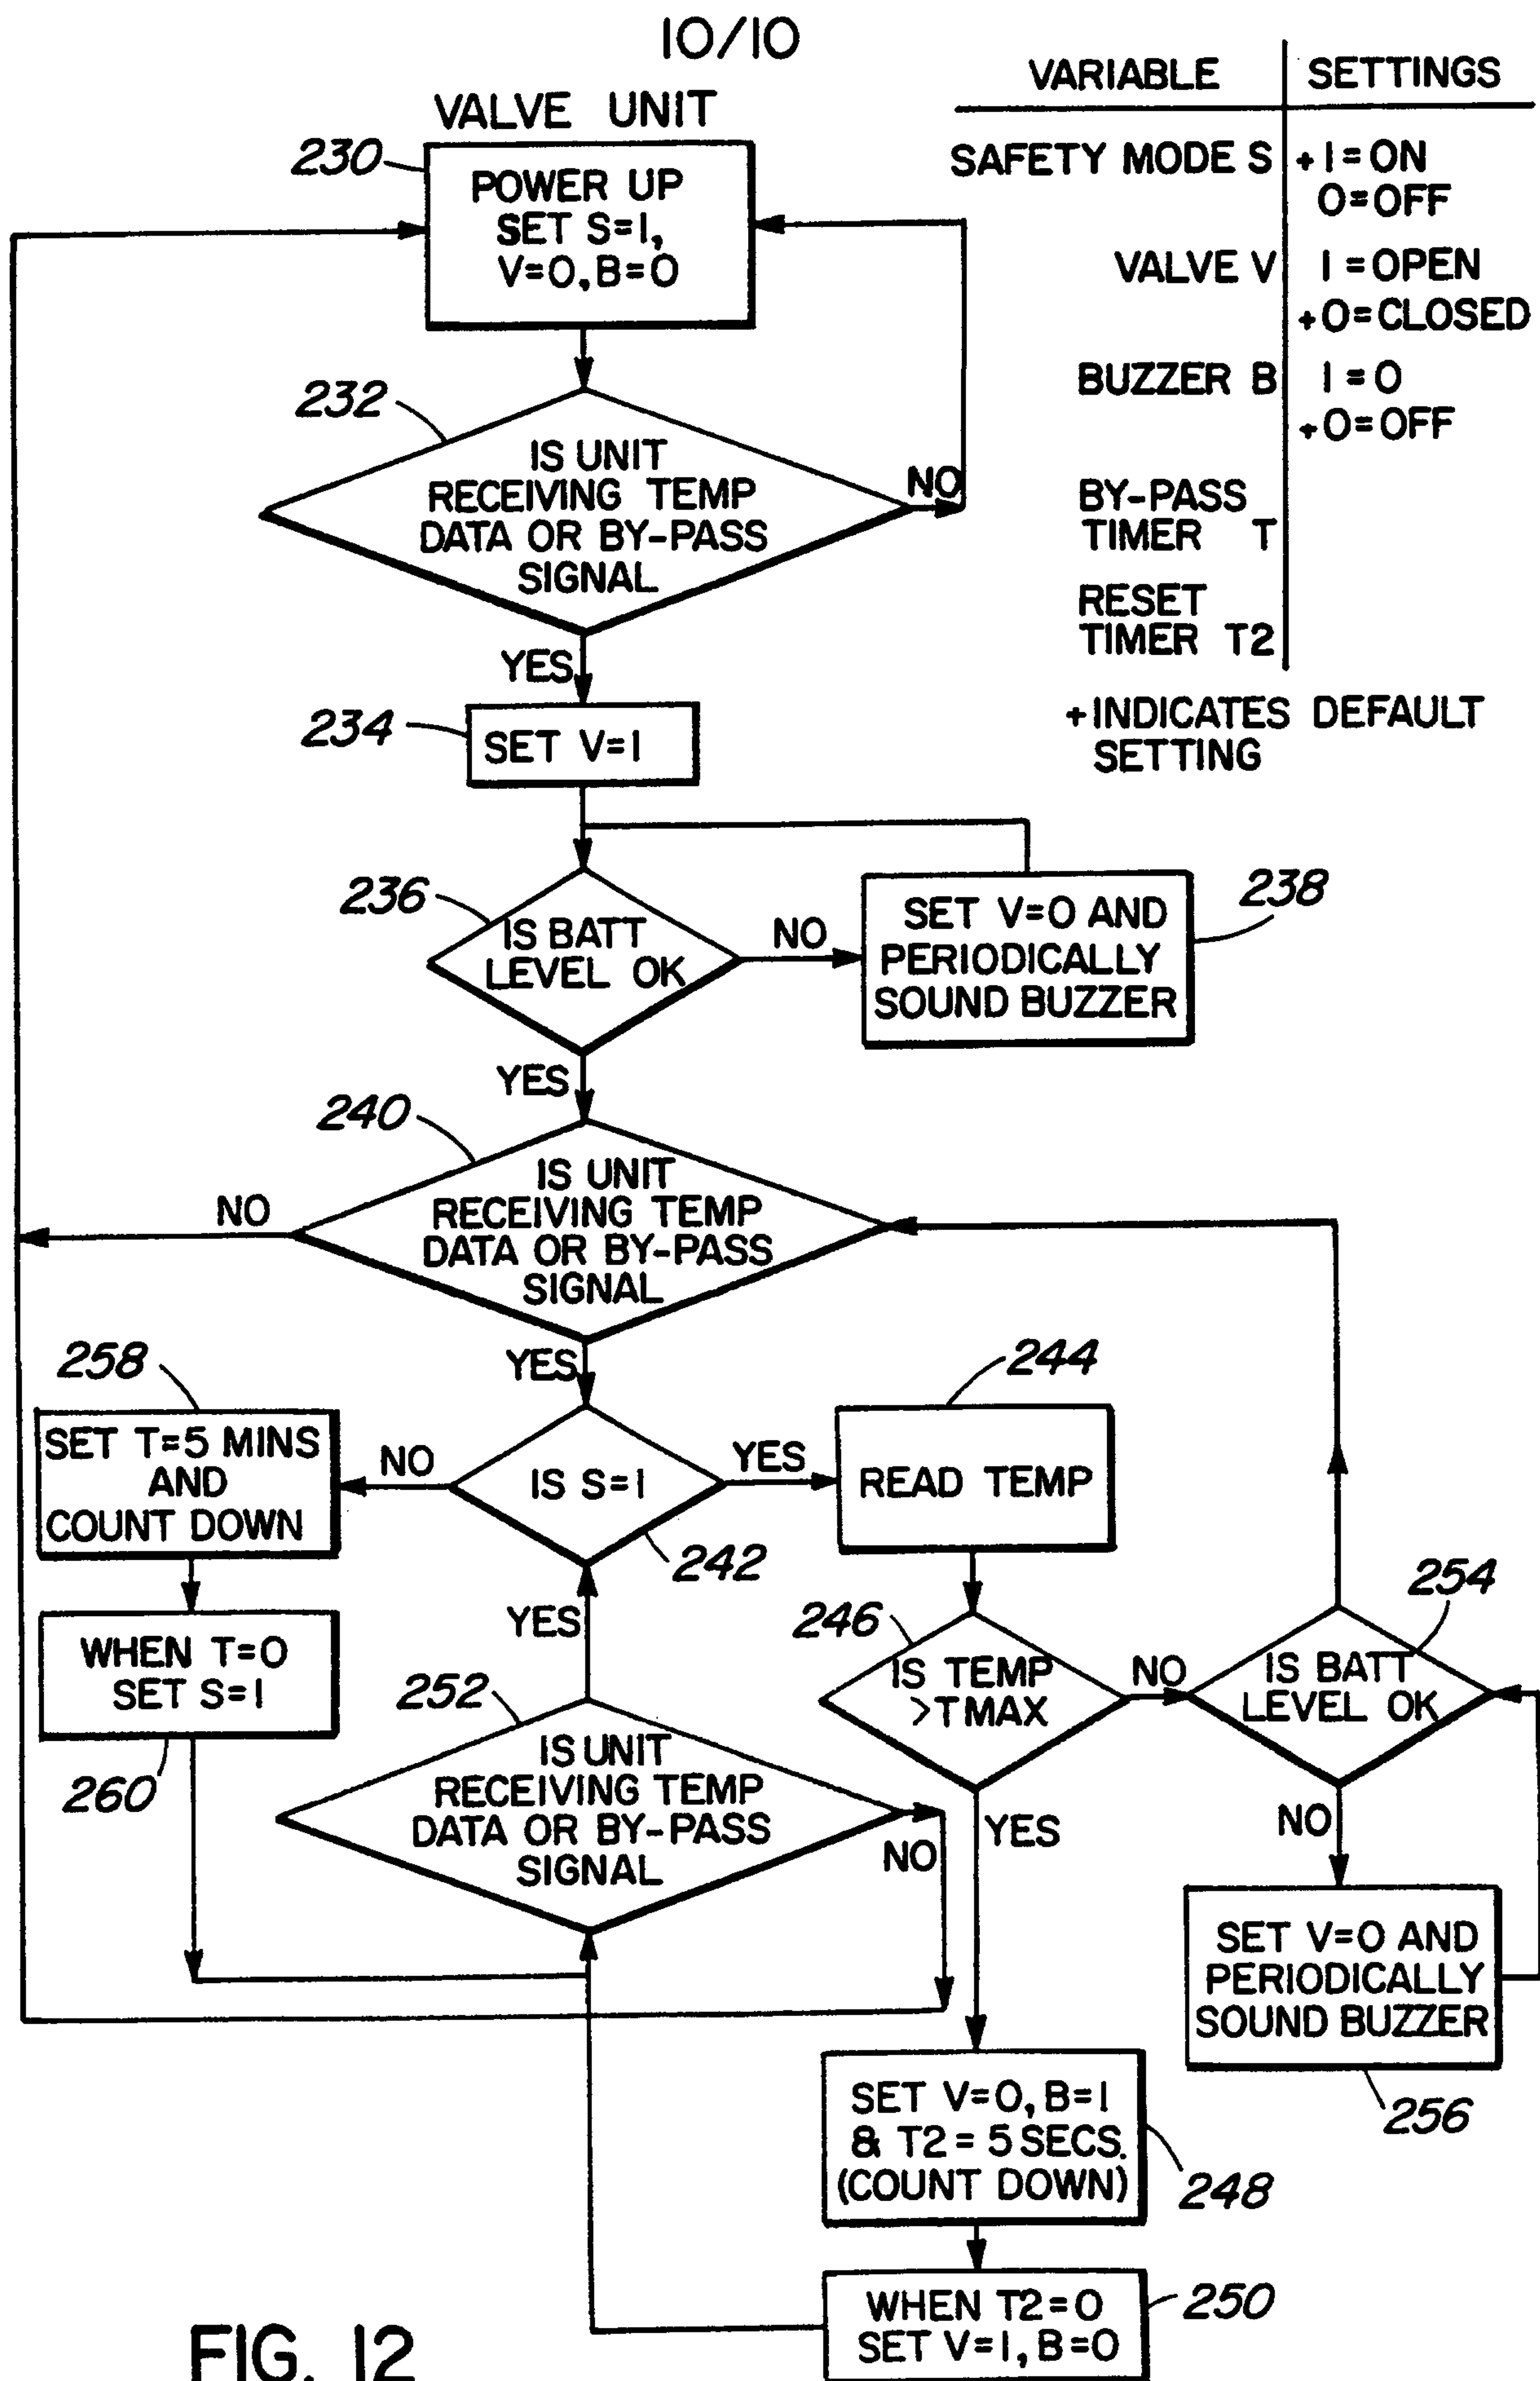 10/10
VALVE UNIT
230
POWER UP
SET S=1,
V=0, B=0
VARIABLE SETTINGS
SAFETY MODE S +1=ON
0=OFF
VALVE V 1=OPEN
+0=CLOSED
BUZZER B 1=0
+0=OFF
BY-PASS
TIMER T
RESET
TIMER T2
+INDICATES DEFAULT
SETTING
232
IS UNIT
RECEIVING TEMP
DATA OR BY-PASS
SIGNAL
NO
YES
234
SET V=1
236
IS BATT
LEVEL OK
NO
238
SET V=0 AND
PERIODICALLY
SOUND BUZZER
YES
240
IS UNIT
RECEIVING TEMP
DATA OR BY-PASS
SIGNAL
NO
YES
258
SET T=5 MINS
AND
COUNT DOWN
NO
IS S=1
242
YES
244
READ TEMP
WHEN T=0
SET S=1
260
YES
252
IS UNIT
RECEIVING TEMP
DATA OR BY-PASS
SIGNAL
NO
246
IS TEMP
>TMAX
NO
YES
254
IS BATT
LEVEL OK
NO
SET V=0 AND
PERIODICALLY
SOUND BUZZER
256
SET V=0, B=1
& T2= 5 SECS.
(COUNT DOWN)
248
WHEN T2=0
SET V=1, B=0
250
FIG. 12